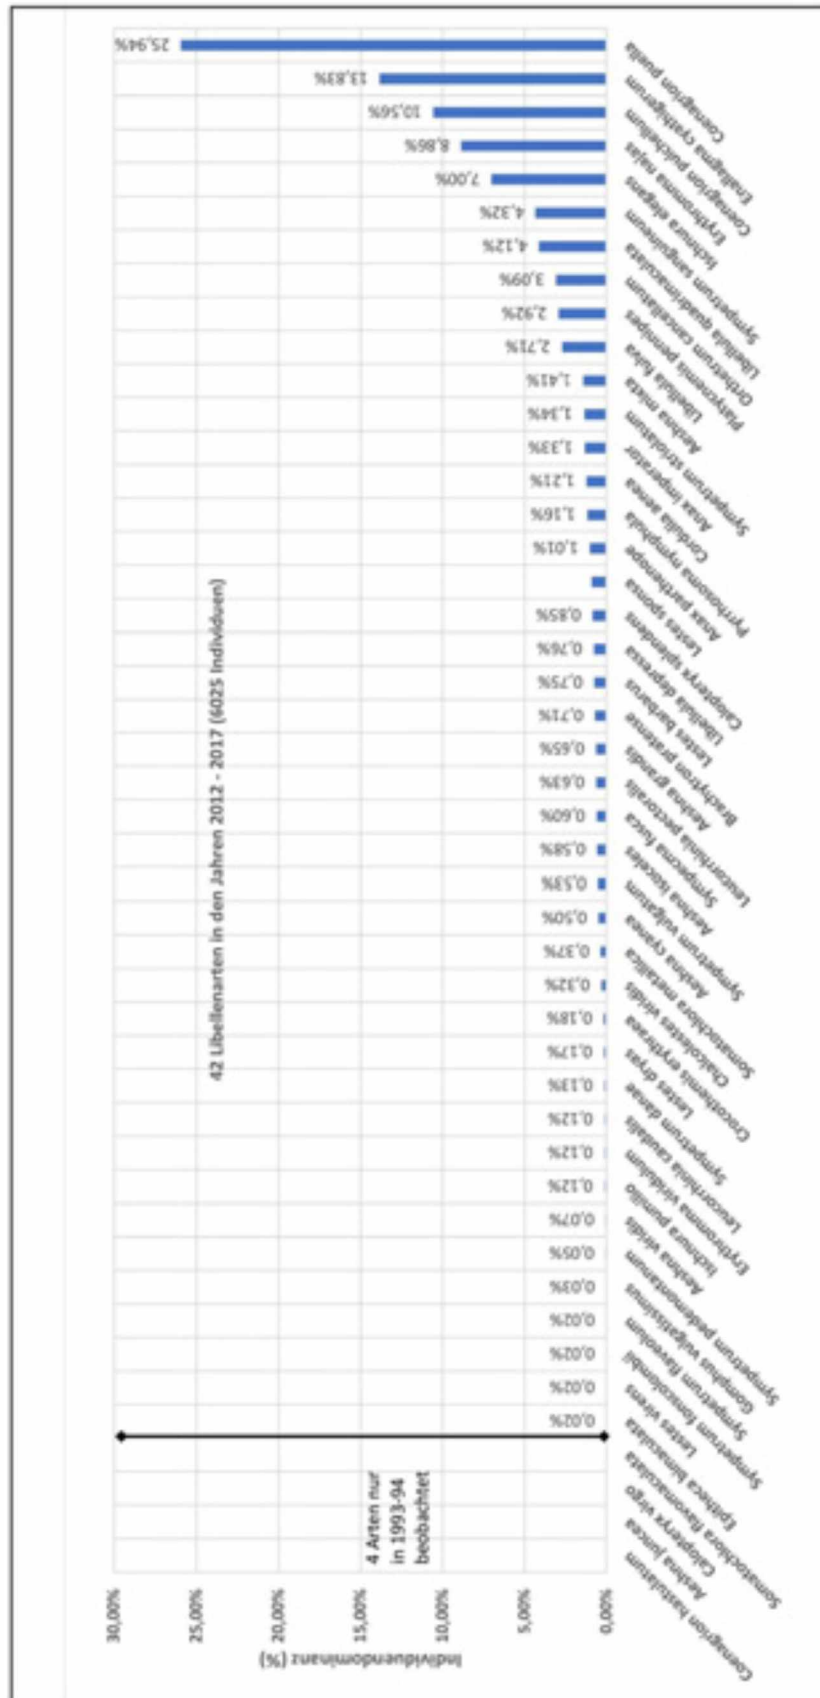 42 Libellenarten in den Jahren 2012 - 2017 (6025 Individuen)
Individuendominanz (%)
30,00%
25,00%
20,00%
15,00%
10,00%
5,00%
0,00%
4 Arten nur
in 1993-94
beobachtet
25,94%
13,83%
10,56%
8,86%
7,00%
4,32%
4,12%
3,09%
2,92%
2,71%
1,41%
1,34%
1,33%
1,21%
1,16%
1,01%
0,85%
0,76%
0,75%
0,71%
0,65%
0,63%
0,60%
0,58%
0,53%
0,50%
0,37%
0,32%
0,18%
0,17%
0,13%
0,12%
0,12%
0,12%
0,07%
0,05%
0,03%
0,02%
0,02%
0,02%
0,02%
Coenagrion puella
Enallagma cyathigerum
Coenagrion pulchellum
Erythromma najas
Ischnura elegans
Sympetrum sanguineum
Libellula quadrimaculata
Orthetrum cancellatum
Platycnemis pennipes
Libellula fulva
Aeshna mixta
Sympetrum striolatum
Anax imperator
Cordulia aenea
Pyrrhosoma nymphula
Anax parthenope
Lestes sponsa
Calopteryx splendens
Libellula depressa
Lestes barbarus
Brachytron pratense
Aeshna grandis
Leucorrhinia pectoralis
Sympecma fusca
Aeshna isoceles
Sympetrum vulgatum
Aeshna cyanea
Somatochlora metallica
Chalcolestes viridis
Crocothemis erythraea
Lestes dryas
Sympetrum danae
Leucorrhinia caudalis
Erythromma viridulum
Ischnura pumilio
Aeshna viridis
Sympetrum pedemontanum
Gomphus vulgatissimus
Sympetrum flaveolum
Sympetrum fonscolombii
Lestes virens
Epitheca bimaculata
Somatochlora flavomaculata
Calopteryx virgo
Aeshna juncea
Coenagrion hastulatum